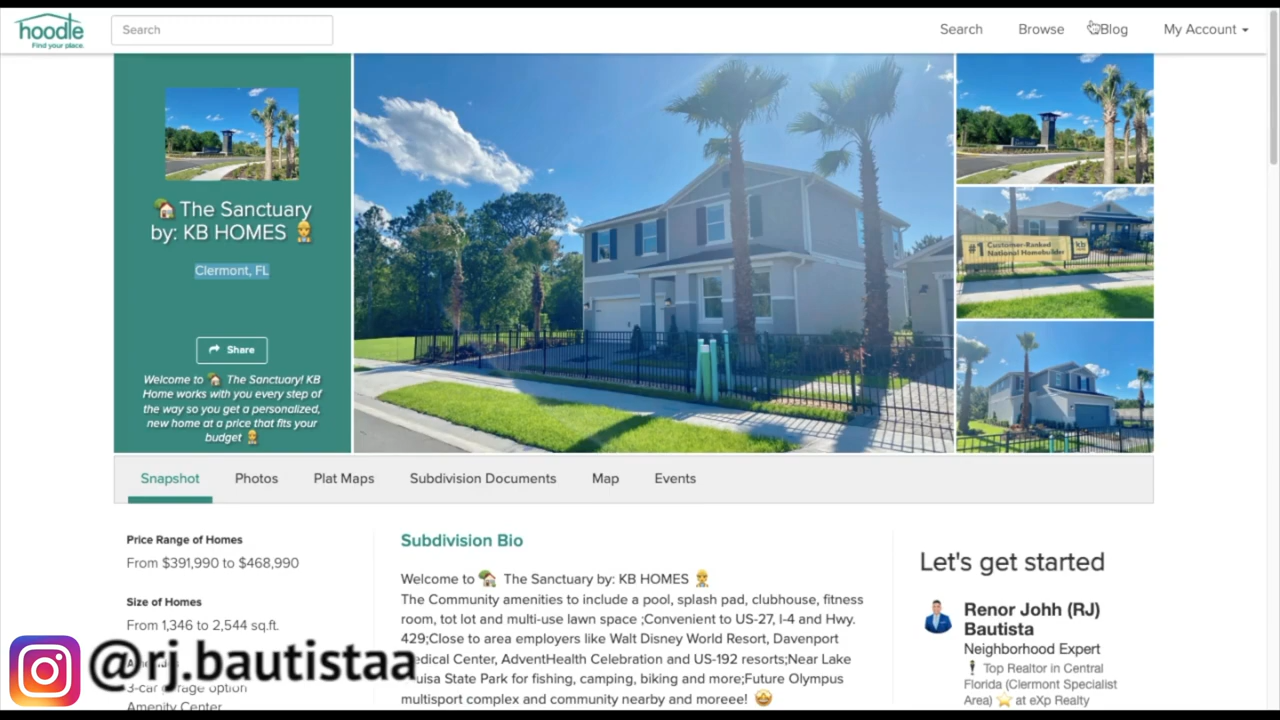 hoodle
Find your place.
Search
Search
Browse
Blog
My Account
The Sanctuary
by: KB HOMES
Clermont, FL
Share
Welcome to 🏡 The Sanctuary! KB
Home works with you every step of
the way so you get a personalized,
new home at a price that fits your
budget
#1 Customer-Ranked
National Homebuilder
kb
Snapshot
Photos
Plat Maps
Subdivision Documents
Map
Events
Price Range of Homes
From $391,990 to $468,990
Size of Homes
From 1,346 to 2,544 sq.ft.
3-car garage option
Amenity Center
@rj.bautistaa
Subdivision Bio
Welcome to 🏡 The Sanctuary by: KB HOMES
The Community amenities to include a pool, splash pad, clubhouse, fitness
room, tot lot and multi-use lawn space ;Convenient to US-27, I-4 and Hwy.
429;Close to area employers like Walt Disney World Resort, Davenport
edical Center, AdventHealth Celebration and US-192 resorts;Near Lake
uisa State Park for fishing, camping, biking and more;Future Olympus
multisport complex and community nearby and moreee! 🤩
Let's get started
Renor Johh (RJ)
Bautista
Neighborhood Expert
Top Realtor in Central
Florida (Clermont Specialist
Area) ⭐ at eXp Realty